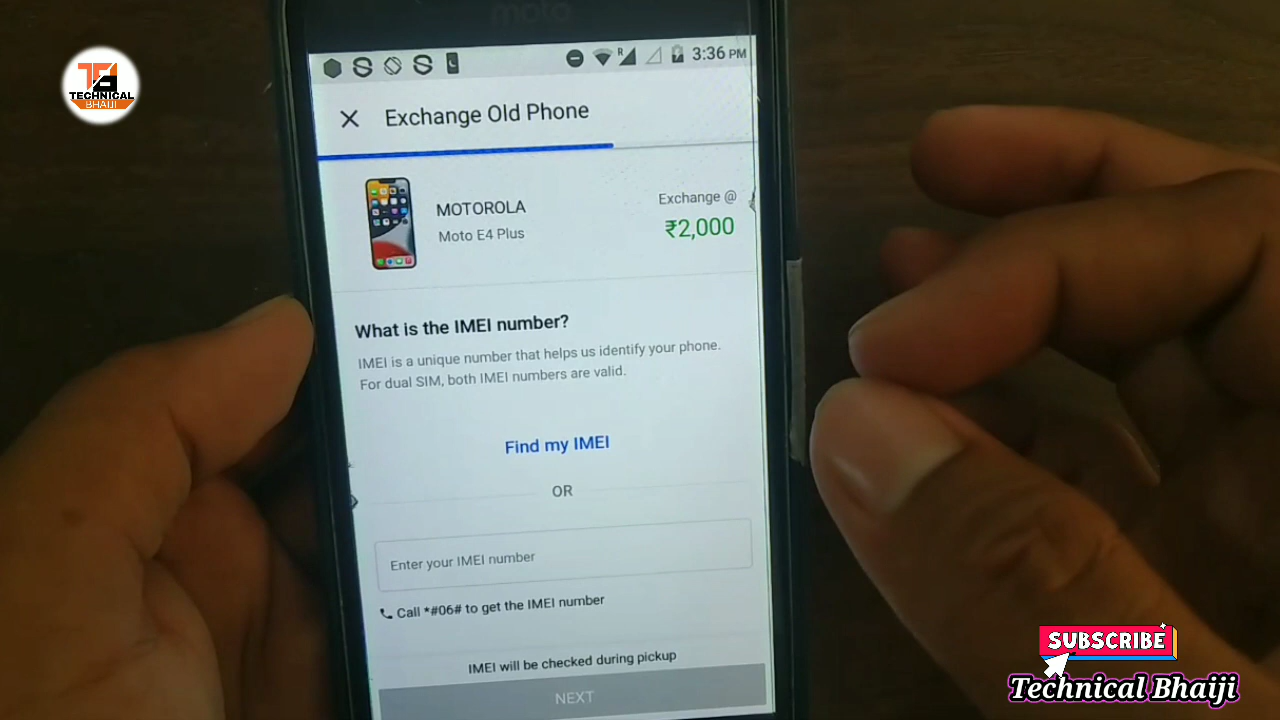 moto
TECHNICAL
BHAIJI
R
3:36 PM
Exchange Old Phone
MOTOROLA
Moto E4 Plus
Exchange @
₹2,000
What is the IMEI number?
IMEI is a unique number that helps us identify your phone.
For dual SIM, both IMEI numbers are valid.
Find my IMEI
OR
Enter your IMEI number
Call *#06# to get the IMEI number
IMEI will be checked during pickup
NEXT
SUBSCRIBE
Technical Bhaiji